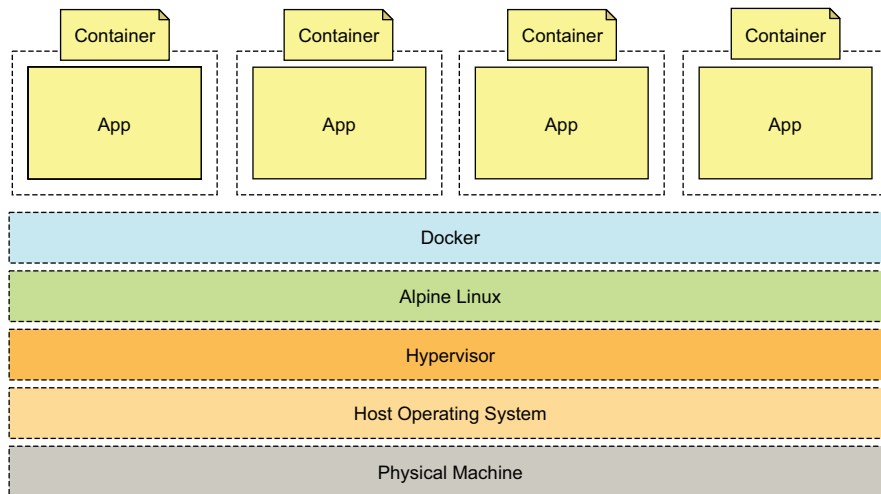 Container
Container
Container
Container
App
App
App
App
Docker
Alpine Linux
Hypervisor
Host Operating System
Physical Machine